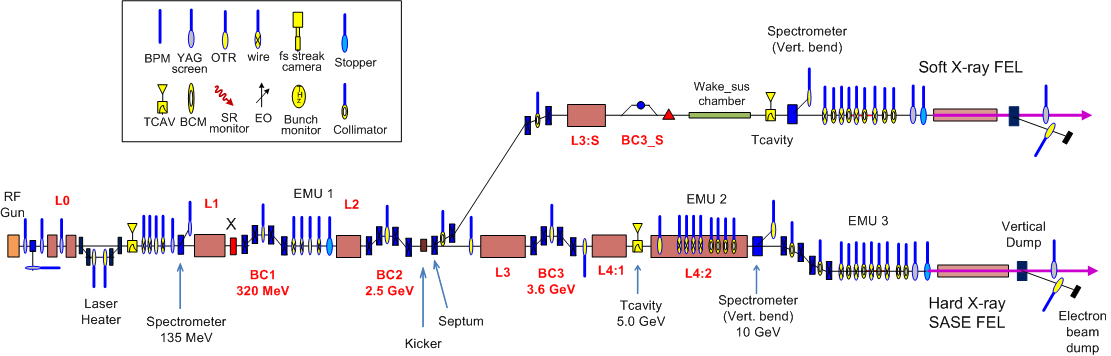 BPM
YAG
screen
OTR
wire
fs streak
camera
Stopper
TCAV
BCM
SR
monitor
EO
THz
Bunch
monitor
Collimator
Spectrometer
(Vert. bend)
Soft X-ray FEL
Wake_sus
chamber
L3:S
BC3_S
Tcavity
RF
Gun
L0
L1
X
EMU 1
L2
EMU 2
EMU 3
Vertical
Dump
BC1
320 MeV
BC2
2.5 GeV
L3
BC3
3.6 GeV
L4:1
L4:2
Laser
Heater
Spectrometer
135 MeV
Septum
Kicker
Tcavity
5.0 GeV
Spectrometer
(Vert. bend)
10 GeV
Hard X-ray
SASE FEL
Electron
beam
dump